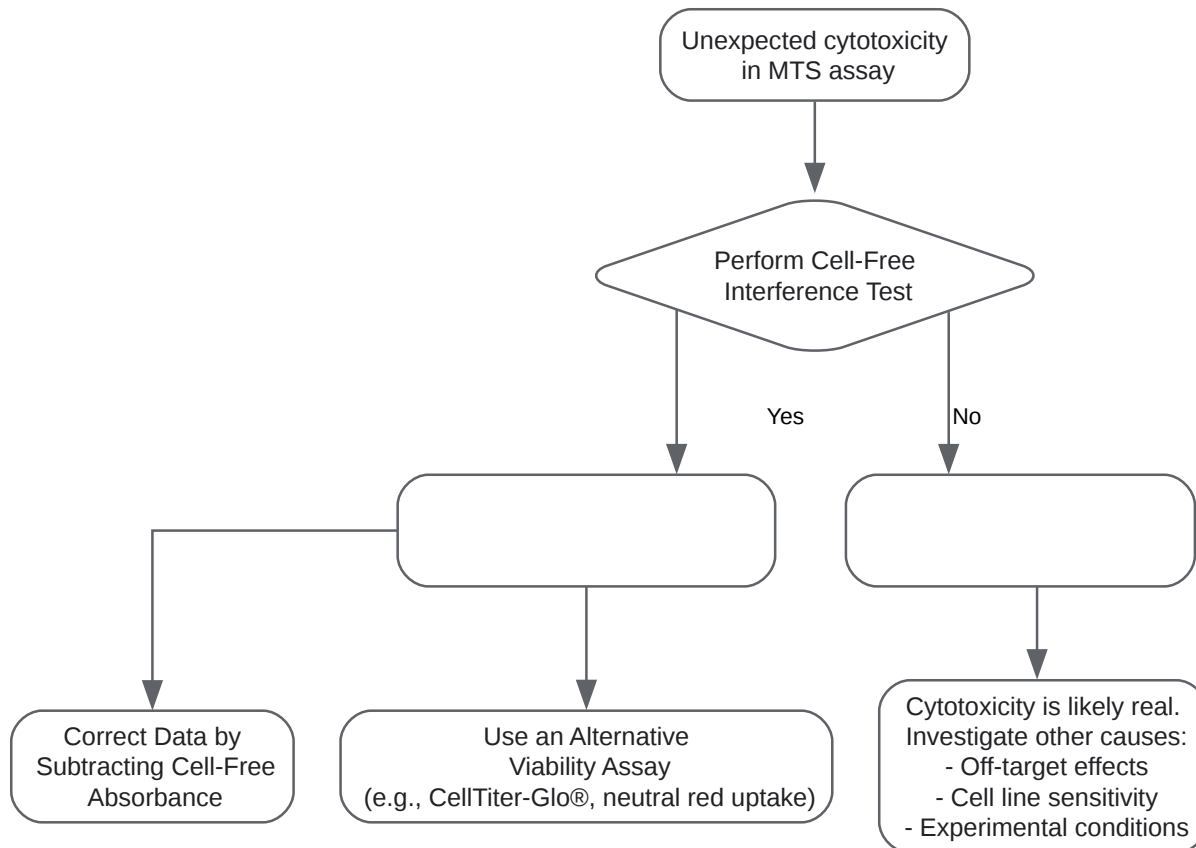 Unexpected cytotoxicity
in MTS assay
Perform Cell-Free
Interference Test
Yes
No
Correct Data by
Subtracting Cell-Free
Absorbance
Use an Alternative
Viability Assay
(e.g., CellTiter-Glo®, neutral red uptake)
Cytotoxicity is likely real.
Investigate other causes:
- Off-target effects
- Cell line sensitivity
- Experimental conditions